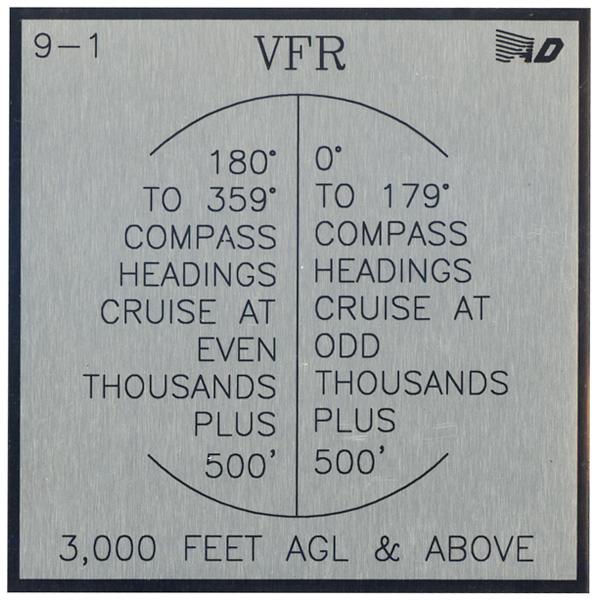 9-1
VFR
AD
180°
TO 359°
COMPASS
HEADINGS
CRUISE AT
EVEN
THOUSANDS
PLUS
500'
0°
TO 179°
COMPASS
HEADINGS
CRUISE AT
ODD
THOUSANDS
PLUS
500'
3,000 FEET AGL & ABOVE